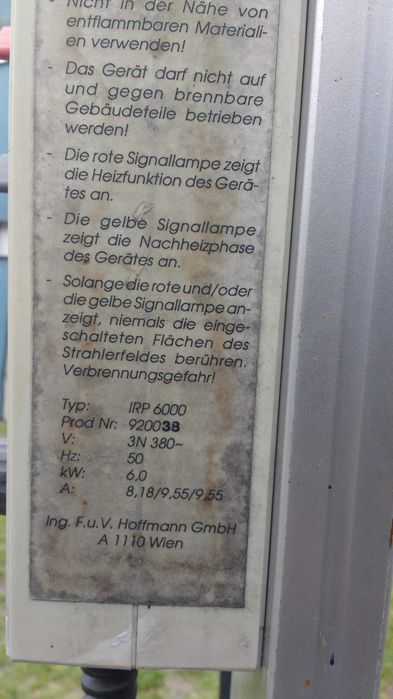 - Nicht in der Nähe von
entflammbaren Materiali-
en verwenden!
- Das Gerät darf nicht auf
und gegen brennbare
Gebäudeteile betrieben
werden!
- Die rote Signallampe zeigt
die Heizfunktion des Gerä-
tes an.
- Die gelbe Signallampe
zeigt die Nachheizphase
des Gerätes an.
- Solange die rote und/oder
die gelbe Signallampe an-
zeigt, niemals die einge-
schalteten Flächen des
Strahlerfeldes berühren.
Verbrennungsgefahr!
Typ: IRP 6000
Prod Nr: 920038
V: 3N 380~
Hz: 50
kW: 6,0
A: 8,18/9,55/9,55
Ing. F.u.V. Hoffmann GmbH
A 1110 Wien